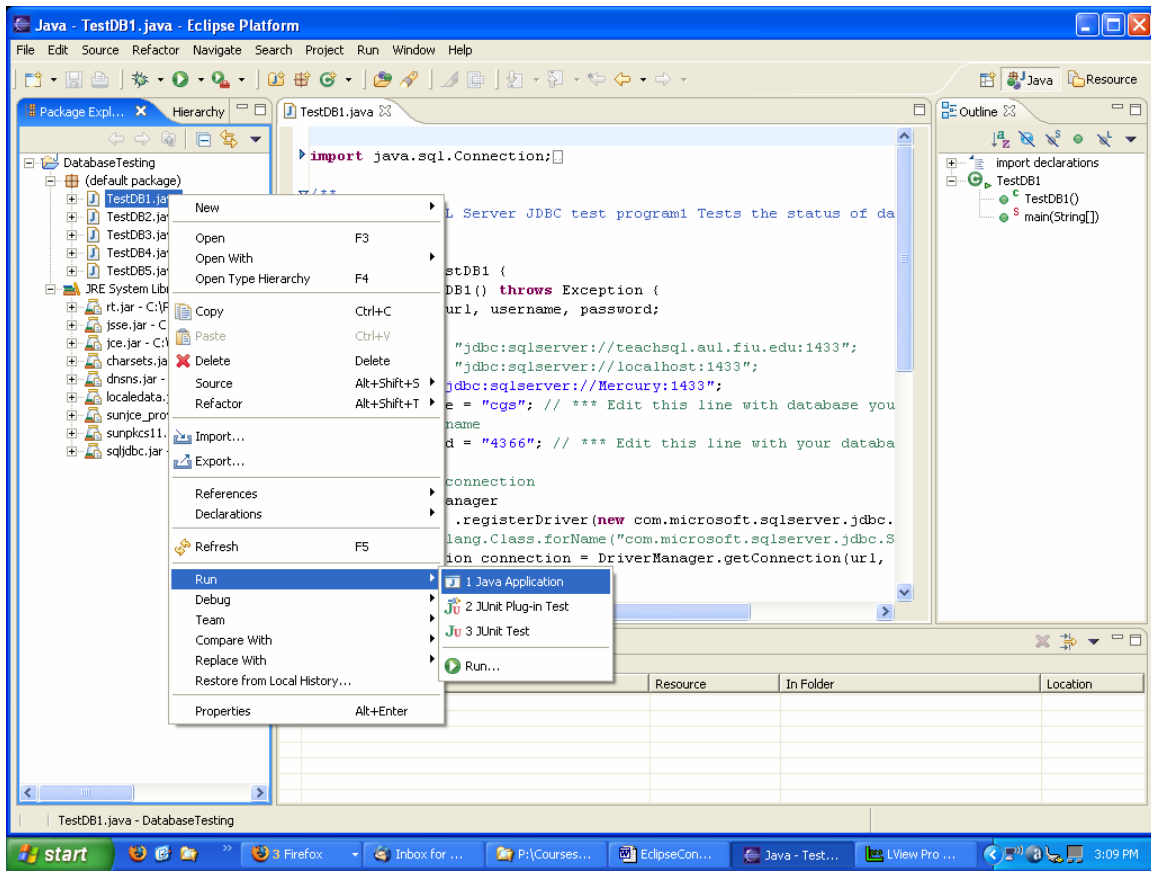 Java - TestDB1.java - Eclipse Platform
File Edit Source Refactor Navigate Search Project Run Window Help
Java Resource
Package Expl... Hierarchy
DatabaseTesting
(default package)
TestDB1.jav
TestDB2.jav
TestDB3.jav
TestDB4.jav
TestDB5.jav
JRE System Libr
rt.jar - C:\P
jsse.jar - C
jce.jar - C:\
charsets.ja
dnsns.jar -
localedata.
sunjce_pro
sunpkcs11.
sqljdbc.jar
New
Open F3
Open With
Open Type Hierarchy F4
Copy Ctrl+C
Paste Ctrl+V
Delete Delete
Source Alt+Shift+S
Refactor Alt+Shift+T
Import...
Export...
References
Declarations
Refresh F5
Run
Debug
Team
Compare With
Replace With
Restore from Local History...
Properties Alt+Enter
1 Java Application
2 JUnit Plug-in Test
3 JUnit Test
Run...
TestDB1.java
import java.sql.Connection;
/**
L Server JDBC test program1 Tests the status of da
stDB1 {
DB1() throws Exception {
url, username, password;
"jdbc:sqlserver://teachsql.aul.fiu.edu:1433";
"jdbc:sqlserver://localhost:1433";
jdbc:sqlserver://Mercury:1433";
e = "cgs"; // *** Edit this line with database you
name
d = "4366"; // *** Edit this line with your databa
connection
anager
.registerDriver(new com.microsoft.sqlserver.jdbc.
lang.Class.forName("com.microsoft.sqlserver.jdbc.S
ion connection = DriverManager.getConnection(url,
Outline
import declarations
TestDB1
TestDB1()
main(String[])
Resource In Folder Location
TestDB1.java - DatabaseTesting
start 3 Firefox Inbox for ... P:\Courses... EclipseCon... Java - Test... LView Pro ... 3:09 PM